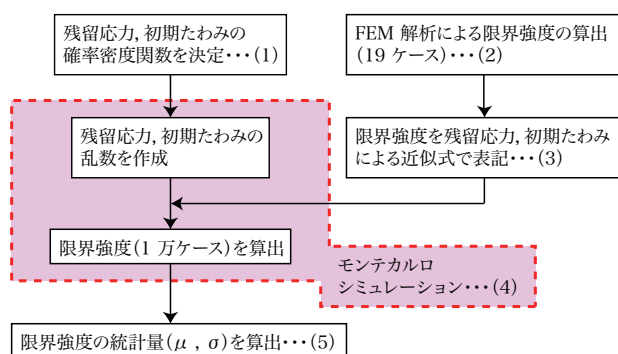 残留応力,初期たわみの
確率密度関数を決定･･･(1)
FEM 解析による限界強度の算出
(19 ケース)･･･(2)
残留応力,初期たわみの
乱数を作成
限界強度を残留応力,初期たわみ
による近似式で表記･･･(3)
限界強度(1 万ケース)を算出
モンテカルロ
シミュレーション･･･(4)
限界強度の統計量(μ , σ)を算出･･･(5)